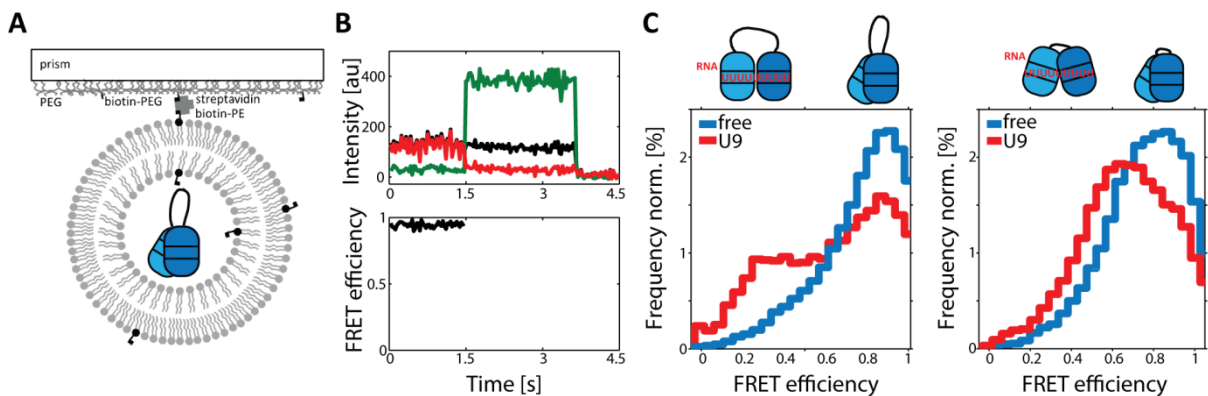 A
prism
PEG
biotin-PEG
streptavidin
biotin-PE
B
Intensity [au]
400
200
0
0
1.5
3
4.5
FRET efficiency
1
0.5
0
0
1.5
3
4.5
Time [s]
C
RNA
UUUUUUUUU
free
U9
Frequency norm. [%]
2
1
0
0
0.2
0.4
0.6
0.8
1
FRET efficiency
RNA
UUUUUUUUU
free
U9
Frequency norm. [%]
2
1
0
0
0.2
0.4
0.6
0.8
1
FRET efficiency